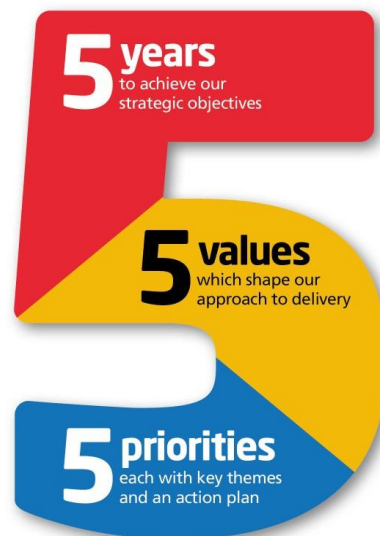 5 years
to achieve our
strategic objectives
5 values
which shape our
approach to delivery
5 priorities
each with key themes
and an action plan